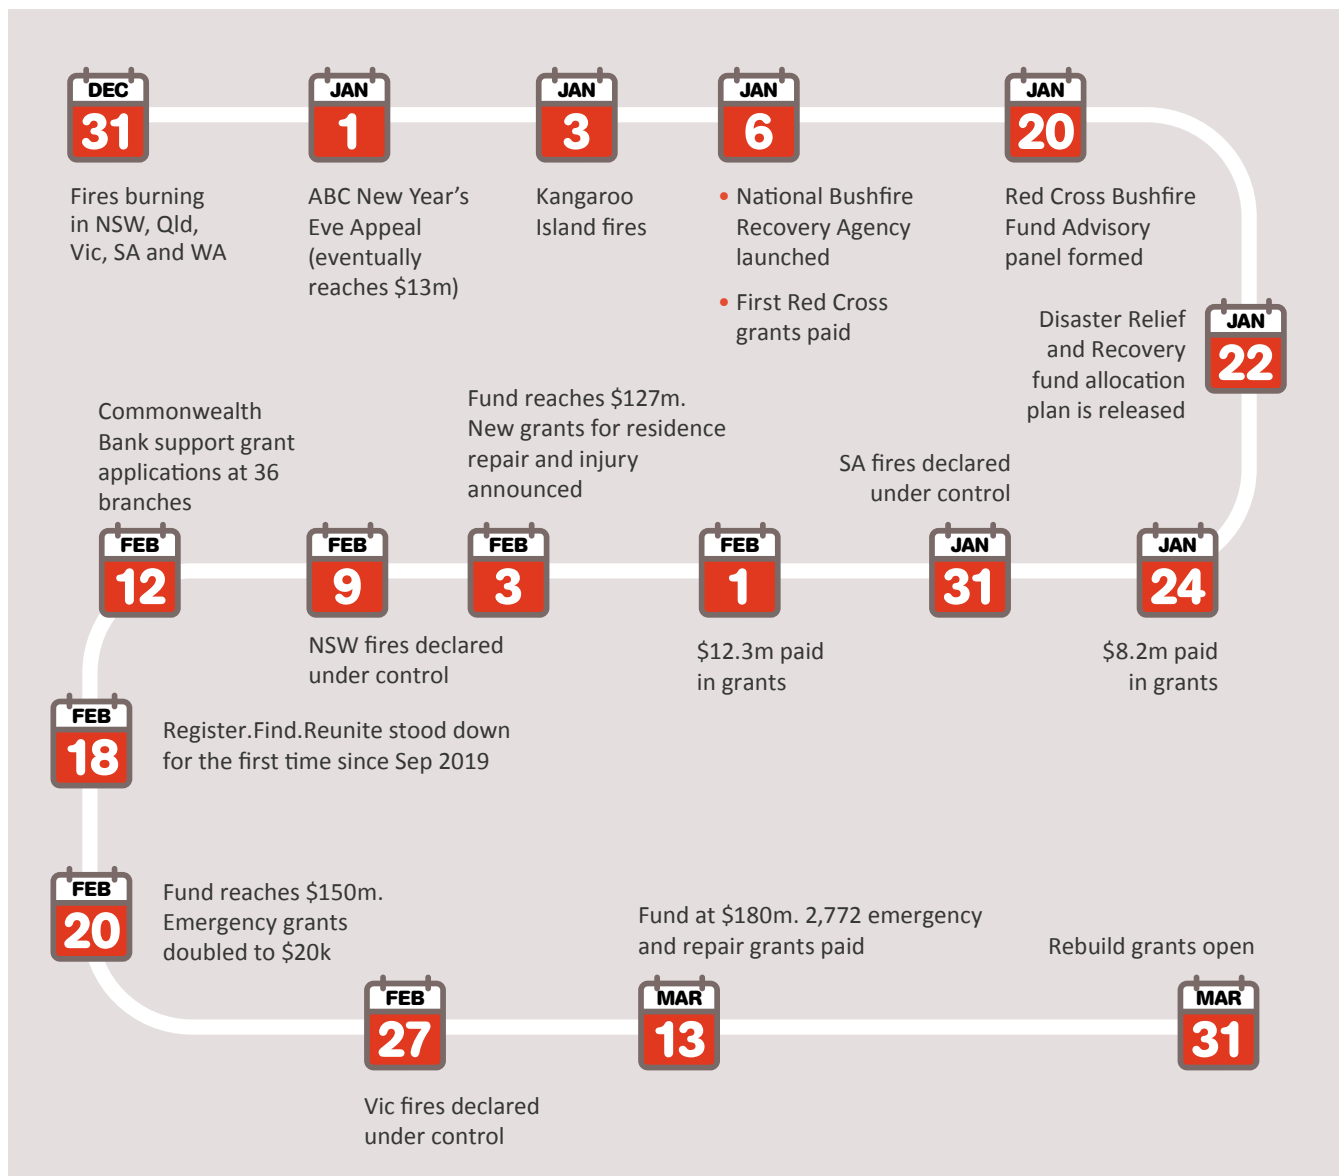 DEC
31
Fires burning
in NSW, Qld,
Vic, SA and WA
JAN
1
ABC New Year's
Eve Appeal
(eventually
reaches $13m)
JAN
3
Kangaroo
Island fires
JAN
6
• National Bushfire
Recovery Agency
launched
• First Red Cross
grants paid
JAN
20
Red Cross Bushfire
Fund Advisory
panel formed
JAN
22
Disaster Relief
and Recovery
fund allocation
plan is released
JAN
24
$8.2m paid
in grants
SA fires declared
under control
JAN
31
FEB
1
$12.3m paid
in grants
Fund reaches $127m.
New grants for residence
repair and injury
announced
FEB
3
FEB
9
NSW fires declared
under control
Commonwealth
Bank support grant
applications at 36
branches
FEB
12
FEB
18
Register.Find.Reunite stood down
for the first time since Sep 2019
FEB
20
Fund reaches $150m.
Emergency grants
doubled to $20k
FEB
27
Vic fires declared
under control
Fund at $180m. 2,772 emergency
and repair grants paid
MAR
13
Rebuild grants open
MAR
31